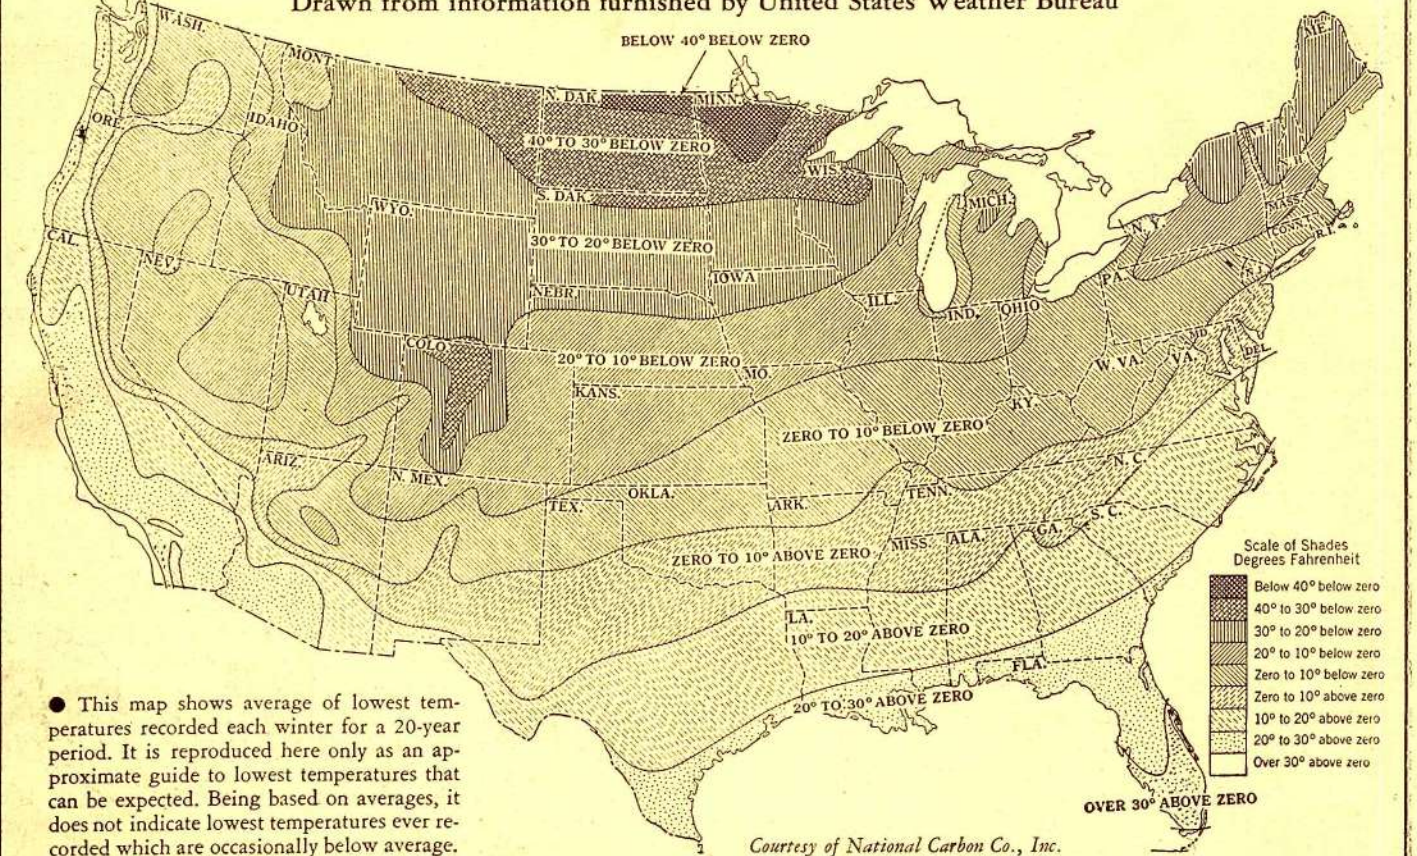 Drawn from information furnished by United States Weather Bureau
BELOW 40° BELOW ZERO
WASH.
MONT.
N. DAK.
MINN.
ME.
ORE.
IDAHO
40° TO 30° BELOW ZERO
VT.
N.H.
WIS.
S. DAK.
WYO.
MICH.
MASS.
CONN.
R.I.
N. Y.
CAL.
NEV.
30° TO 20° BELOW ZERO
IOWA
UTAH
NEBR.
ILL.
IND.
OHIO
PA.
N.J.
COLO.
20° TO 10° BELOW ZERO
MO.
W. VA.
VA.
MD.
DEL.
KANS.
KY.
ZERO TO 10° BELOW ZERO
ARIZ.
N. MEX.
N. C.
OKLA.
TENN.
TEX.
ARK.
S. C.
GA.
ZERO TO 10° ABOVE ZERO
MISS.
ALA.
LA.
10° TO 20° ABOVE ZERO
FLA.
20° TO 30° ABOVE ZERO
OVER 30° ABOVE ZERO
Scale of Shades
Degrees Fahrenheit
Below 40° below zero
40° to 30° below zero
30° to 20° below zero
20° to 10° below zero
Zero to 10° below zero
Zero to 10° above zero
10° to 20° above zero
20° to 30° above zero
Over 30° above zero
● This map shows average of lowest tem-
peratures recorded each winter for a 20-year
period. It is reproduced here only as an ap-
proximate guide to lowest temperatures that
can be expected. Being based on averages, it
does not indicate lowest temperatures ever re-
corded which are occasionally below average.
Courtesy of National Carbon Co., Inc.